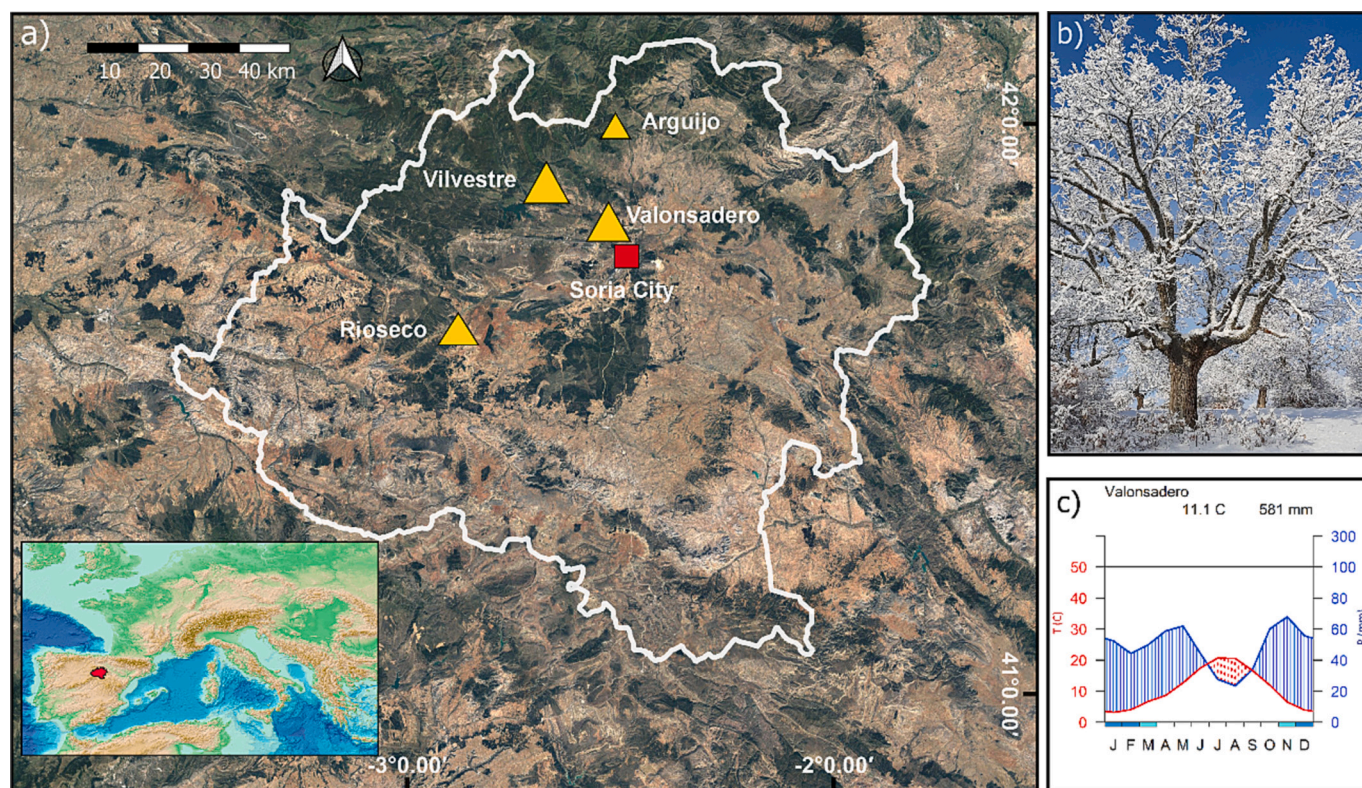 a)
10 20 30 40 km
Arguijo
Vilvestre
Valonsadero
Soria City
Rioseco
42°0.00′
41°0.00′
-3°0.00′
-2°0.00′
b)
c)
Valonsadero
11.1 C 581 mm
50
40
30
20
10
0
T (C)
300
100
80
60
40
20
0
P (mm)
J F M A M J J A S O N D